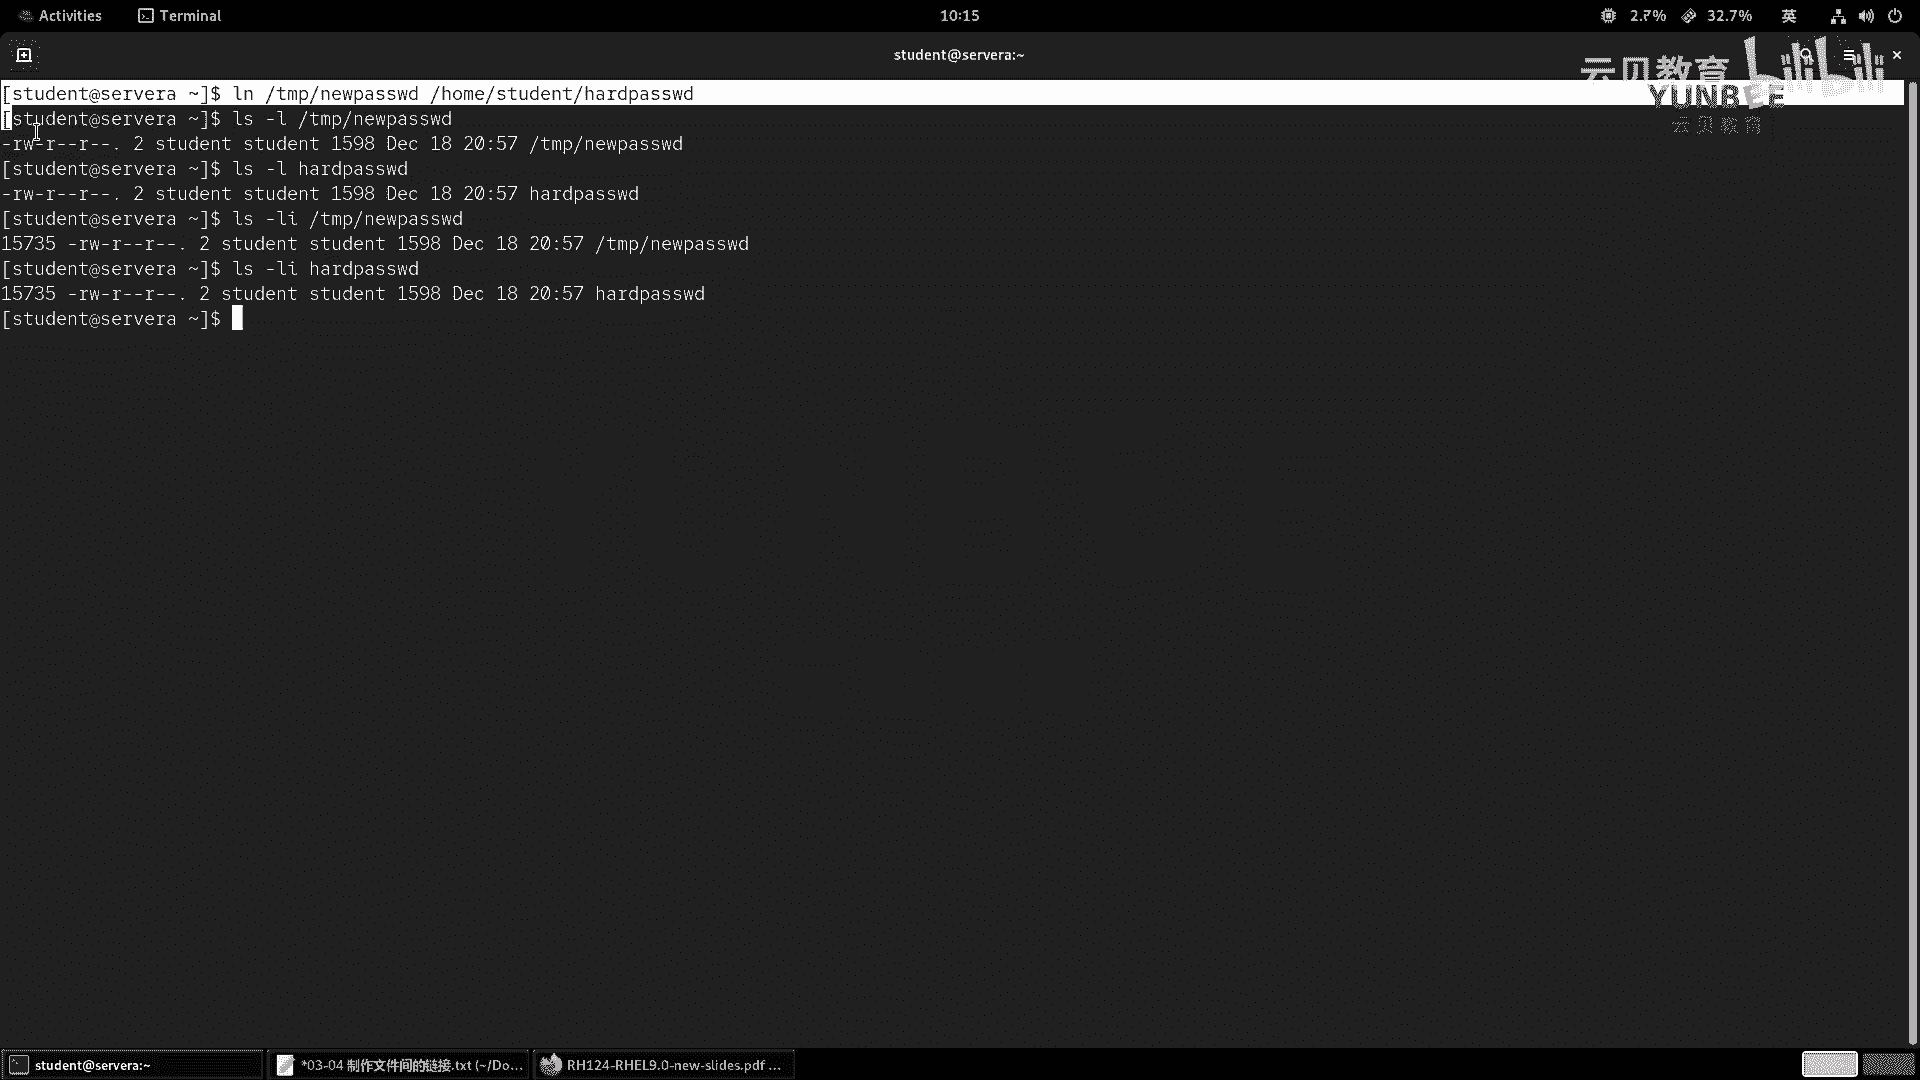 Activities
Terminal
10:15
2.7%
32.7%
英
student@servera:~
云贝教育
bilibili
YUNBEE
云贝教育
[student@servera ~]$ ln /tmp/newpasswd /home/student/hardpasswd
[student@servera ~]$ ls -l /tmp/newpasswd
-rw-r--r--. 2 student student 1598 Dec 18 20:57 /tmp/newpasswd
[student@servera ~]$ ls -l hardpasswd
-rw-r--r--. 2 student student 1598 Dec 18 20:57 hardpasswd
[student@servera ~]$ ls -li /tmp/newpasswd
15735 -rw-r--r--. 2 student student 1598 Dec 18 20:57 /tmp/newpasswd
[student@servera ~]$ ls -li hardpasswd
15735 -rw-r--r--. 2 student student 1598 Dec 18 20:57 hardpasswd
[student@servera ~]$
student@servera:~
*03-04 制作文件间的链接.txt (~/Do...
RH124-RHEL9.0-new-slides.pdf ...